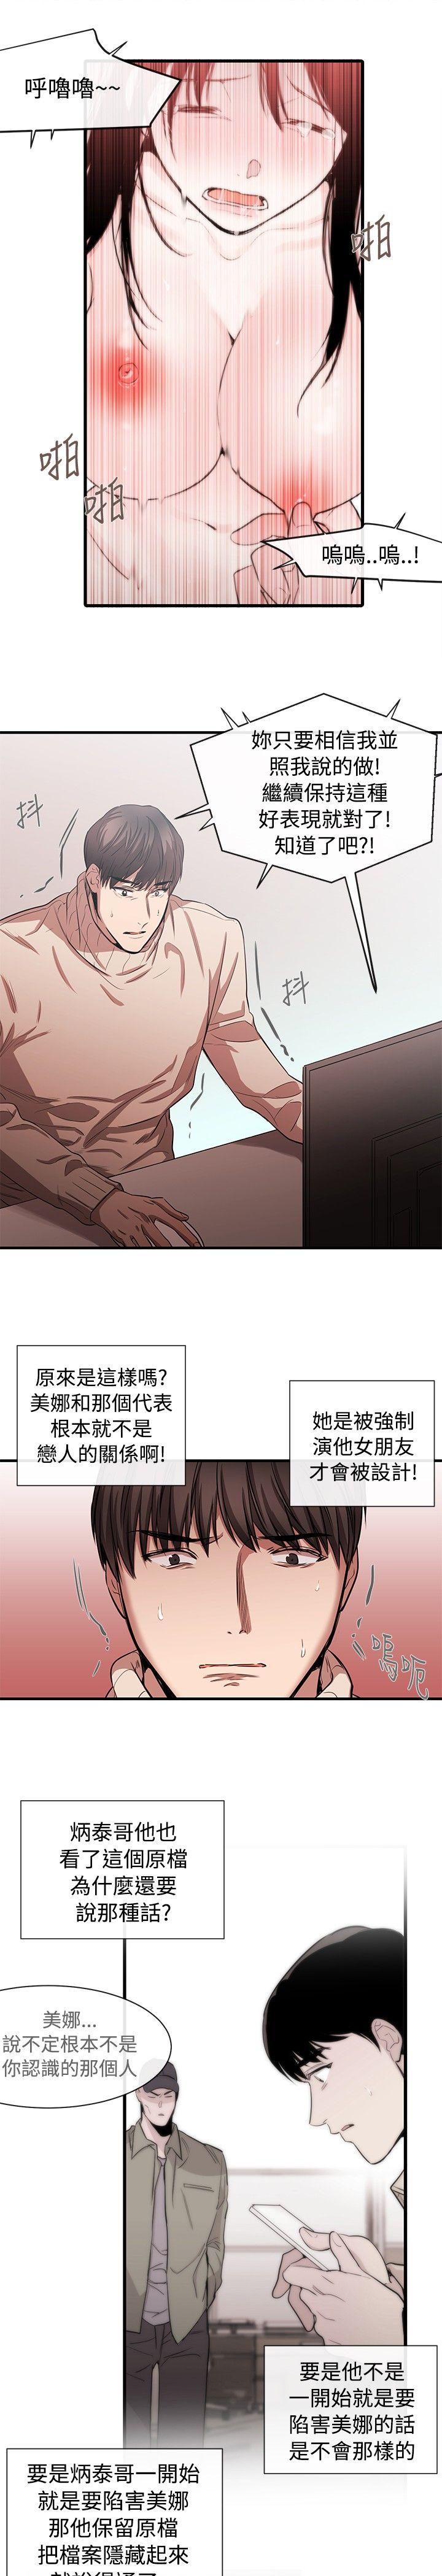 呼嚕嚕~~
啪
啪
啪
嗚嗚..嗚..!
妳只要相信我並
照我說的做!
繼續保持這種
好表現就對了!
知道了吧?!
抖
抖
原來是這樣嗎?
美娜和那個代表
根本就不是
戀人的關係啊!
她是被強制
演他女朋友
才會被設計!
嗚呃
炳泰哥他也
看了這個原檔
為什麼還要
說那種話?
美娜...
說不定根本不是
你認識的那個人
要是他不是
一開始就是要
陷害美娜的話
是不會那樣的
要是炳泰哥一開始
就是要陷害美娜
那他保留原檔
把檔案隱藏起來